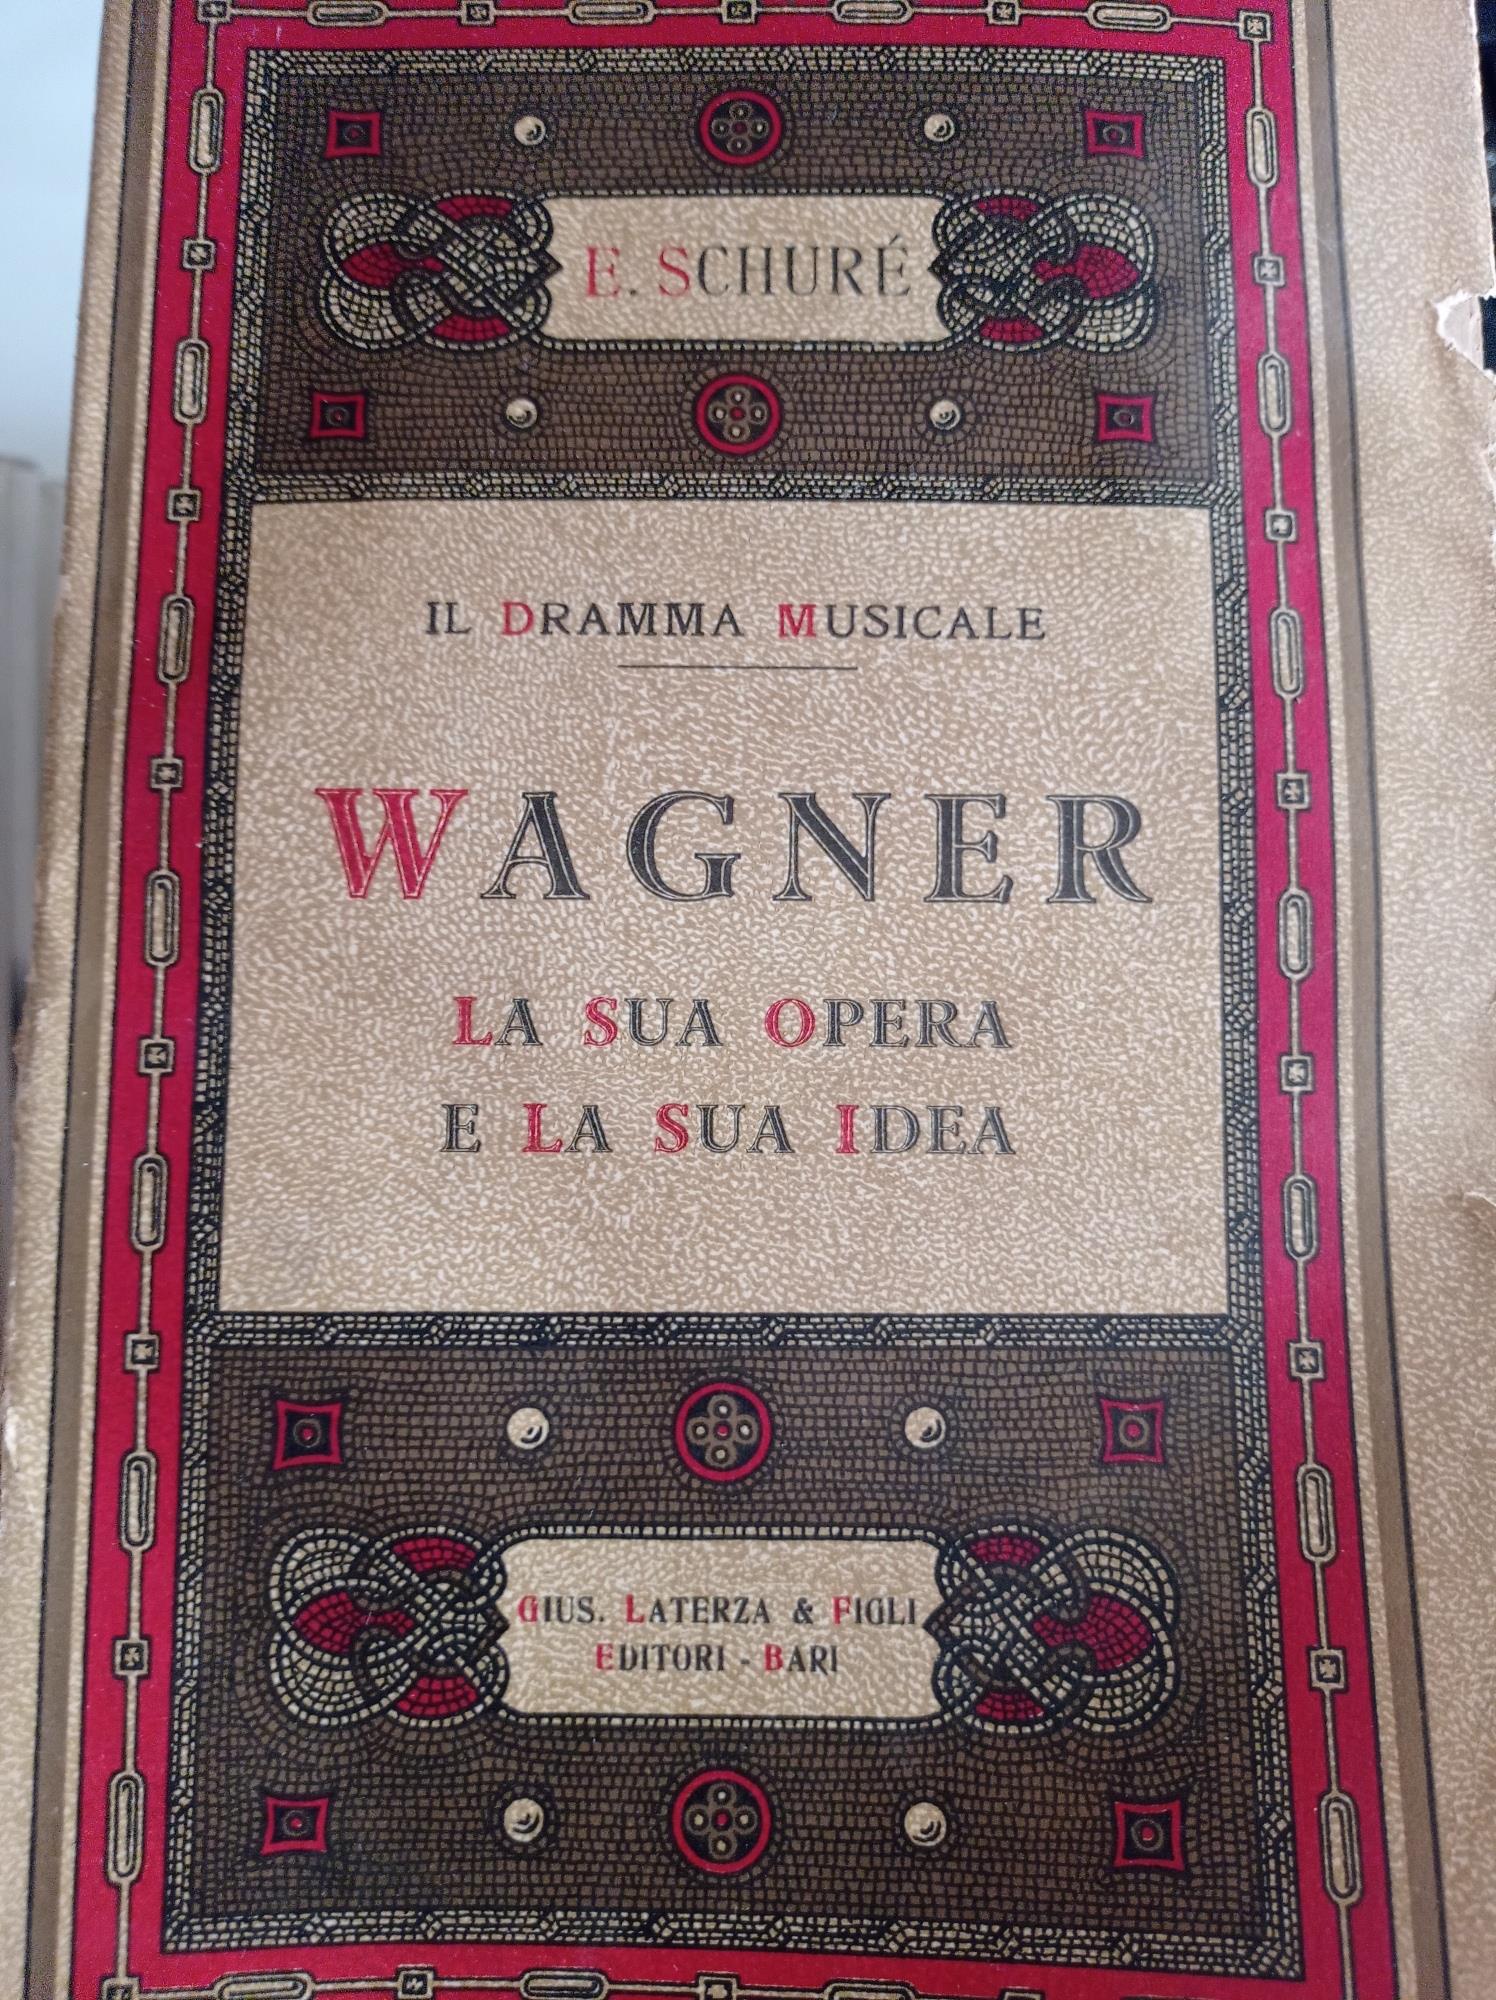 E. SCHURÉ
IL DRAMMA MUSICALE
WAGNER
LA SUA OPERA
E LA SUA IDEA
GIUS. LATERZA & FIGLI
EDITORI - BARI